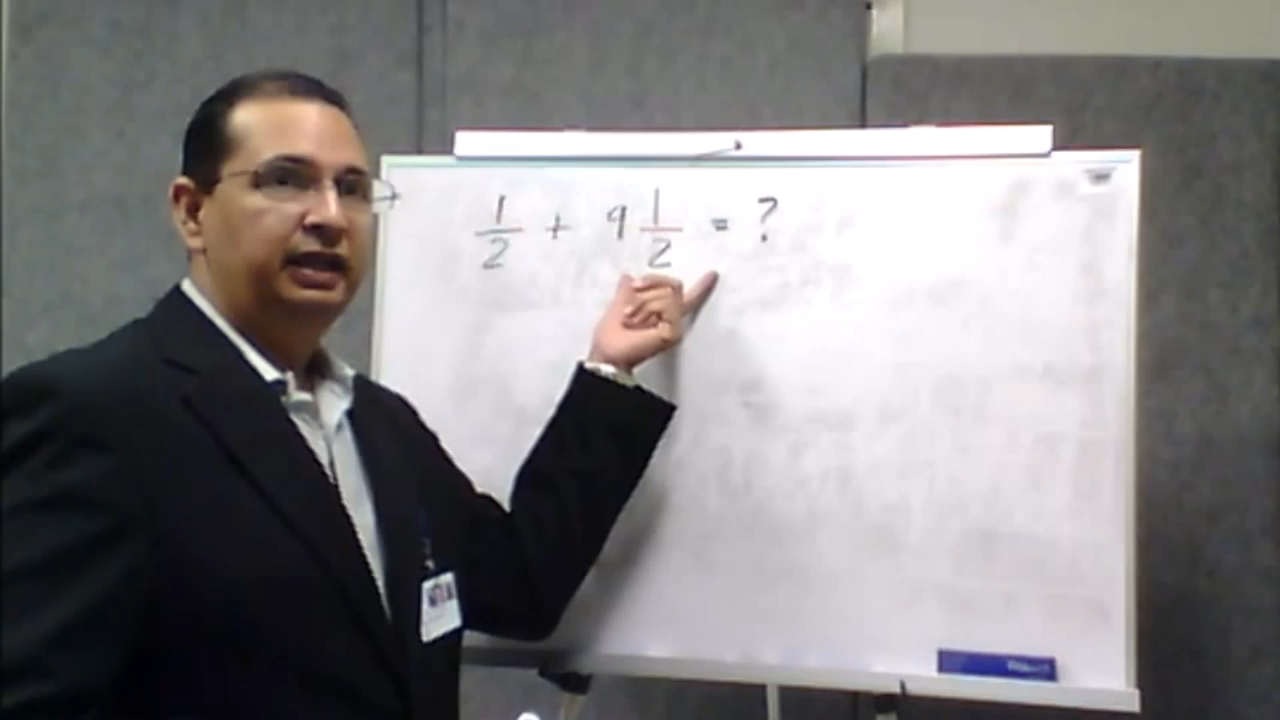 1/2 + 9 1/2 = ?